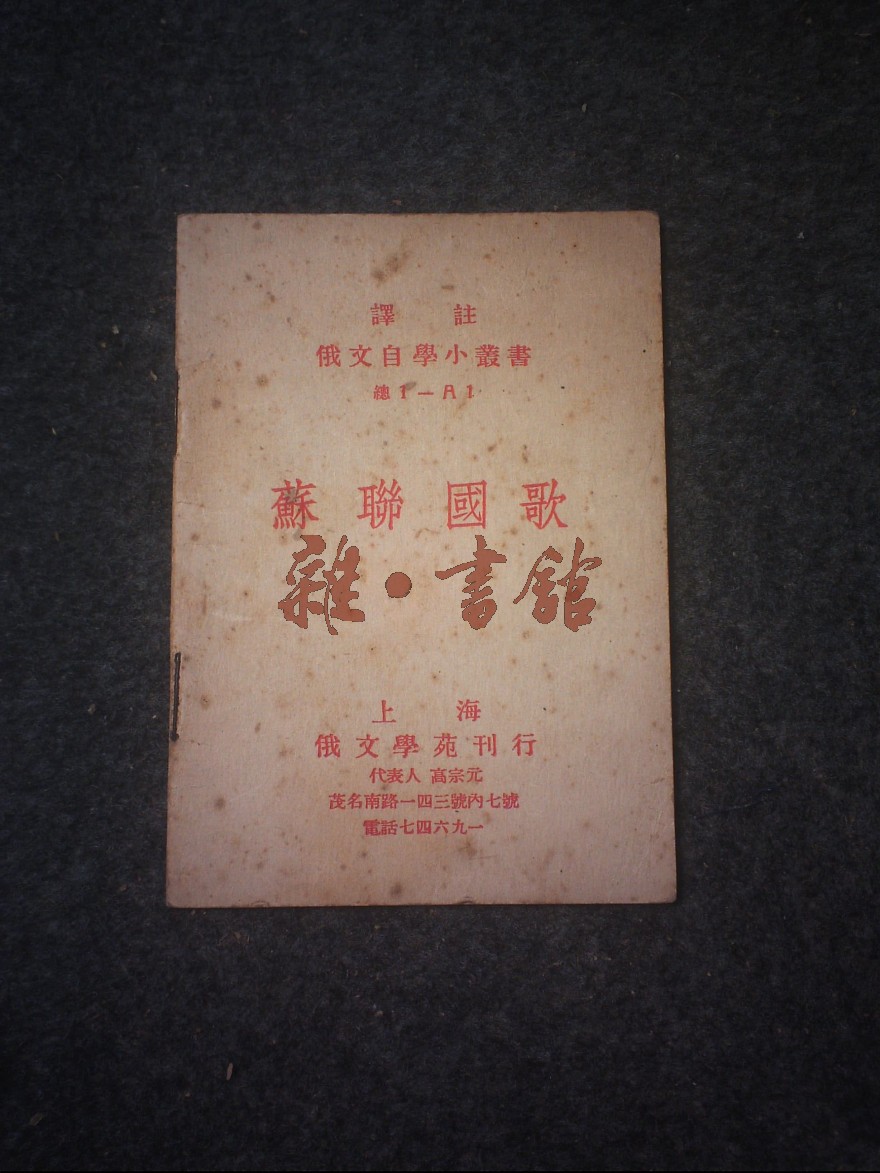 譯 註
俄文自學小叢書
總1—A1
蘇聯國歌
雜·書館
上 海
俄文學苑刊行
代表人 高宗元
茂名南路一四三號內七號
電話七四六九一